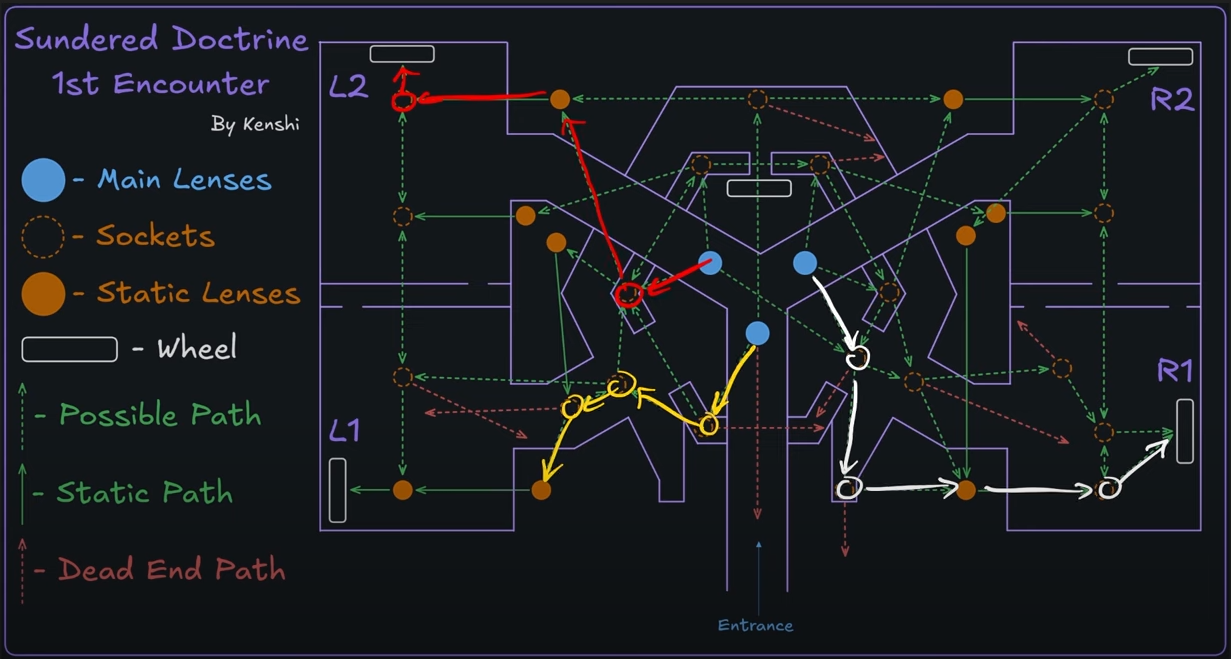 Sundered Doctrine
1st Encounter
By Kenshi
- Main Lenses
- Sockets
- Static Lenses
- Wheel
- Possible Path
- Static Path
- Dead End Path
L2
R2
L1
R1
Entrance